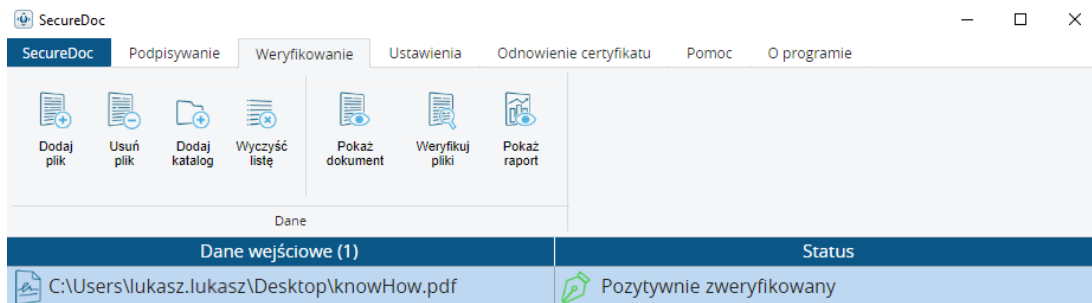 SecureDoc
SecureDoc Podpisywanie Weryfikowanie Ustawienia Odnowienie certyfikatu Pomoc O programie
Dodaj plik
Usuń plik
Dodaj katalog
Wyczyść listę
Pokaż dokument
Weryfikuj pliki
Pokaż raport
Dane
Dane wejściowe (1) Status
C:\Users\lukasz.lukasz\Desktop\knowHow.pdf Pozytywnie zweryfikowany